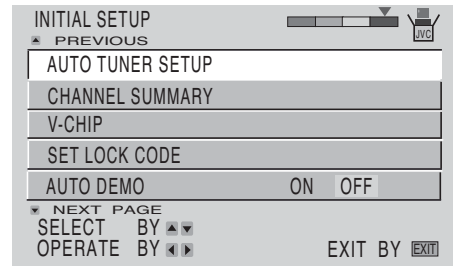 INITIAL SETUP
JVC
PREVIOUS
AUTO TUNER SETUP
CHANNEL SUMMARY
V-CHIP
SET LOCK CODE
AUTO DEMO ON OFF
NEXT PAGE
SELECT BY
OPERATE BY
EXIT BY EXIT